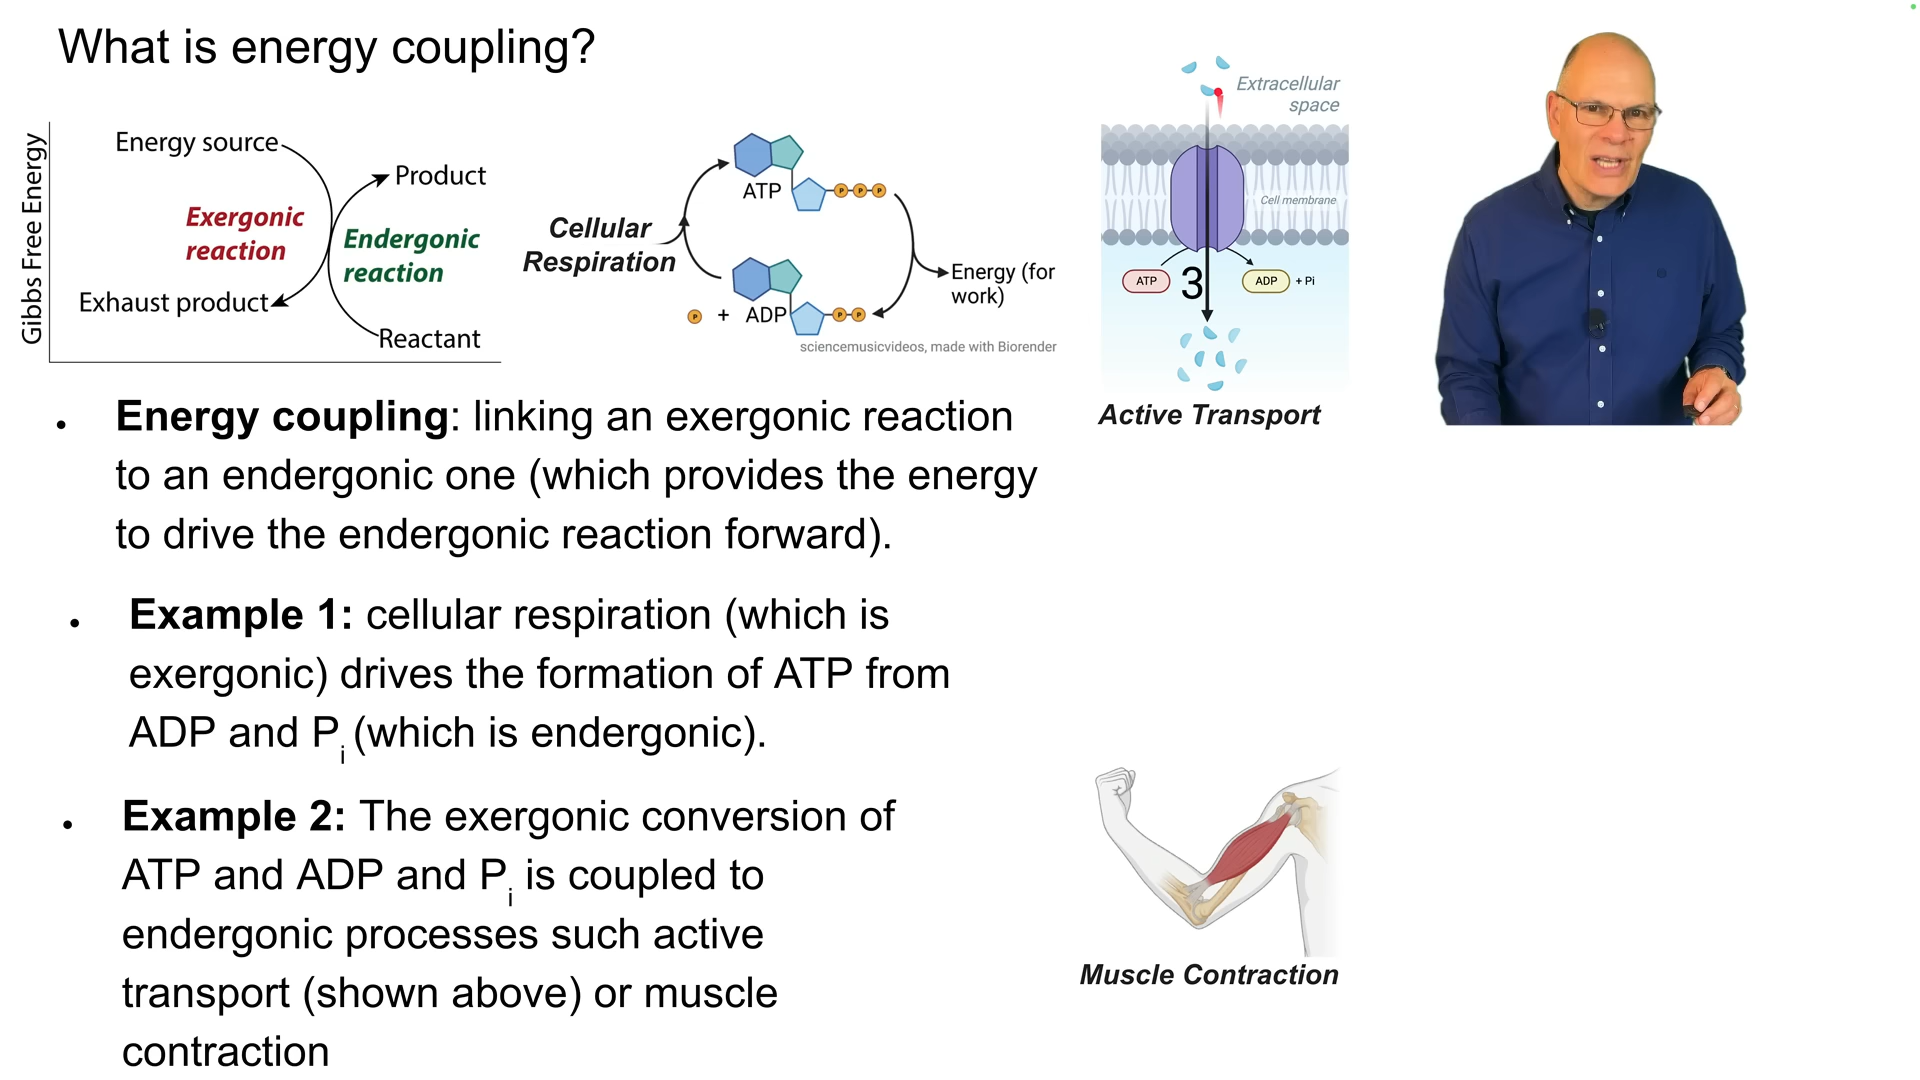 What is energy coupling?
Gibbs Free Energy
Energy source
Product
Exergonic
reaction
Endergonic
reaction
Exhaust product
Reactant
Cellular
Respiration
ATP
P P P
P + ADP
P P
Energy (for
work)
sciencemusicvideos, made with Biorender
Extracellular
space
Cell membrane
ATP
3
ADP + Pi
Active Transport
• Energy coupling: linking an exergonic reaction
to an endergonic one (which provides the energy
to drive the endergonic reaction forward).
• Example 1: cellular respiration (which is
exergonic) drives the formation of ATP from
ADP and Pi (which is endergonic).
• Example 2: The exergonic conversion of
ATP and ADP and Pi is coupled to
endergonic processes such active
transport (shown above) or muscle
contraction
Muscle Contraction